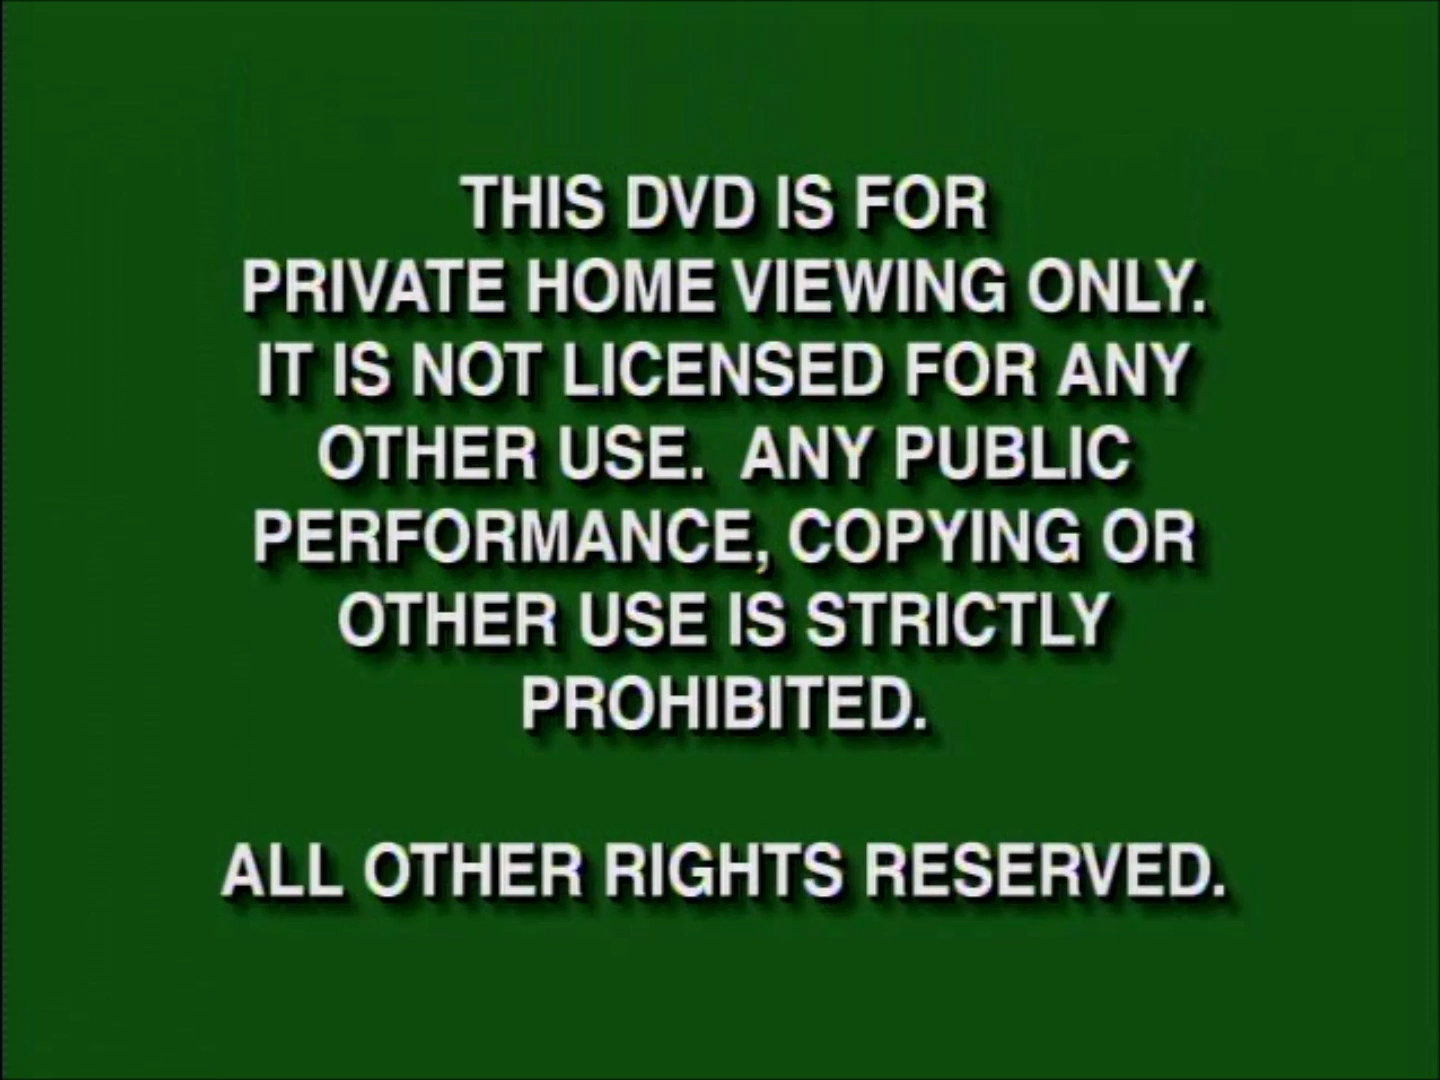 THIS DVD IS FOR
PRIVATE HOME VIEWING ONLY.
IT IS NOT LICENSED FOR ANY
OTHER USE.  ANY PUBLIC
PERFORMANCE, COPYING OR
OTHER USE IS STRICTLY
PROHIBITED.
ALL OTHER RIGHTS RESERVED.